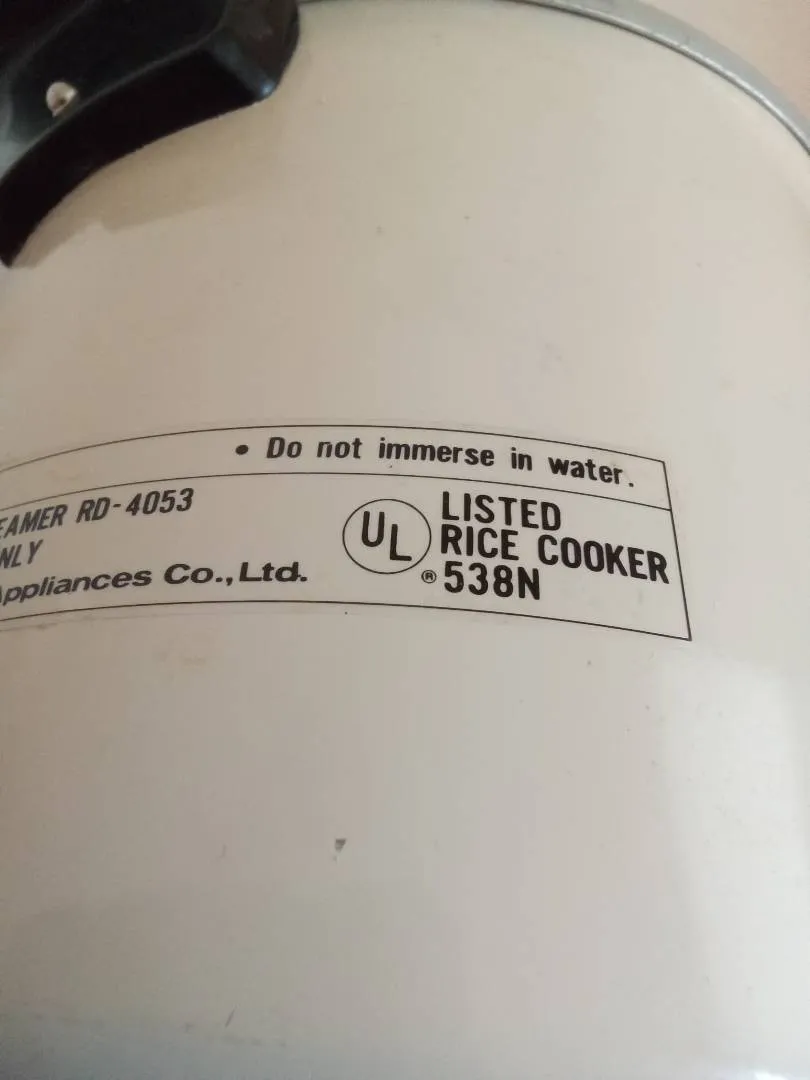 • Do not immerse in water.
EAMER RD-4053
NLY
Appliances Co., Ltd.
UL
®
LISTED
RICE COOKER
538N